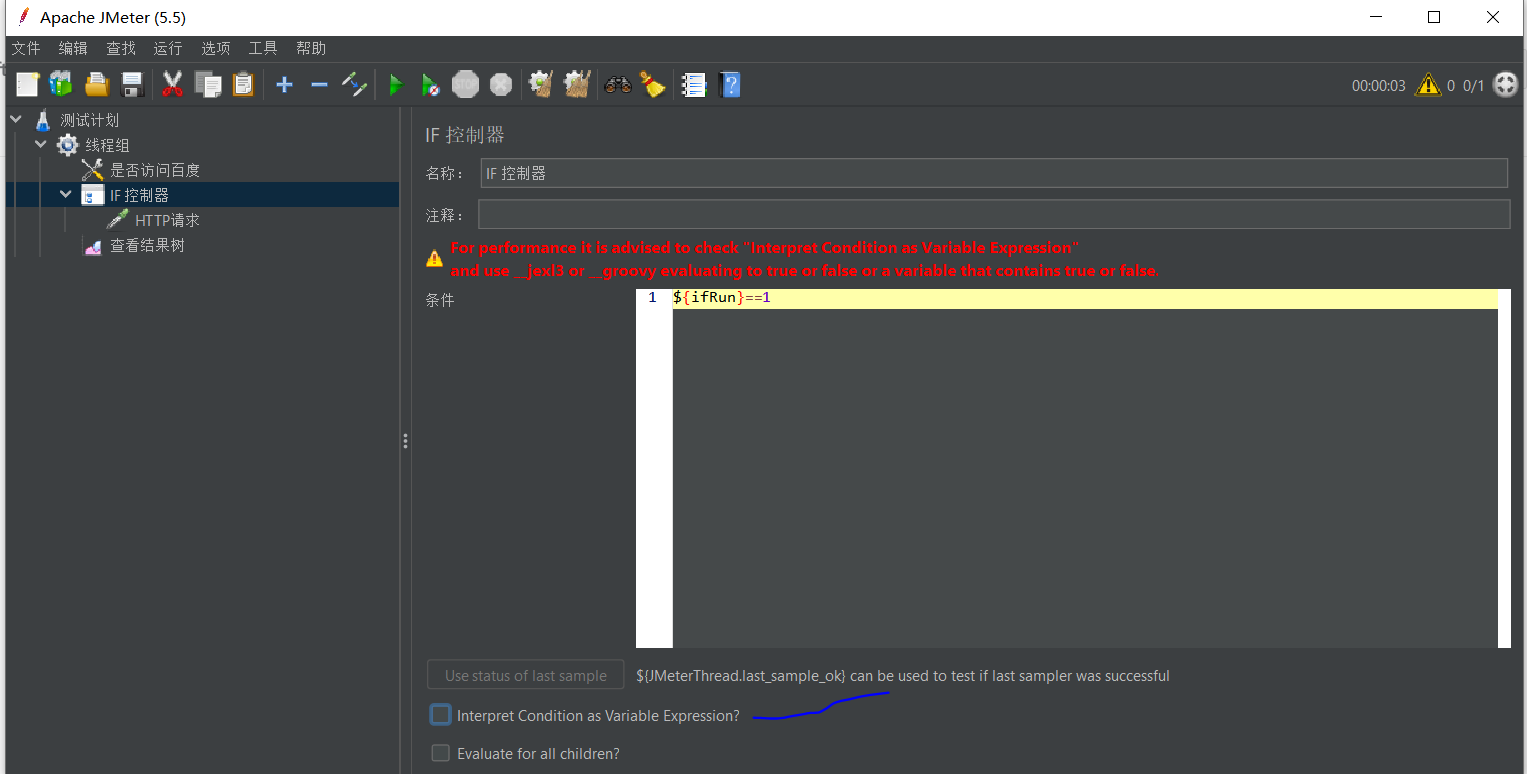 Apache JMeter (5.5)
文件 编辑 查找 运行 选项 工具 帮助
STOP 00:00:03 0 0/1
测试计划
线程组
是否访问百度
IF 控制器
HTTP请求
查看结果树
IF 控制器
名称： IF 控制器
注释：
For performance it is advised to check "Interpret Condition as Variable Expression"
and use __jexl3 or __groovy evaluating to true or false or a variable that contains true or false.
条件 1 ${ifRun}==1
Use status of last sample ${JMeterThread.last_sample_ok} can be used to test if last sampler was successful
Interpret Condition as Variable Expression?
Evaluate for all children?